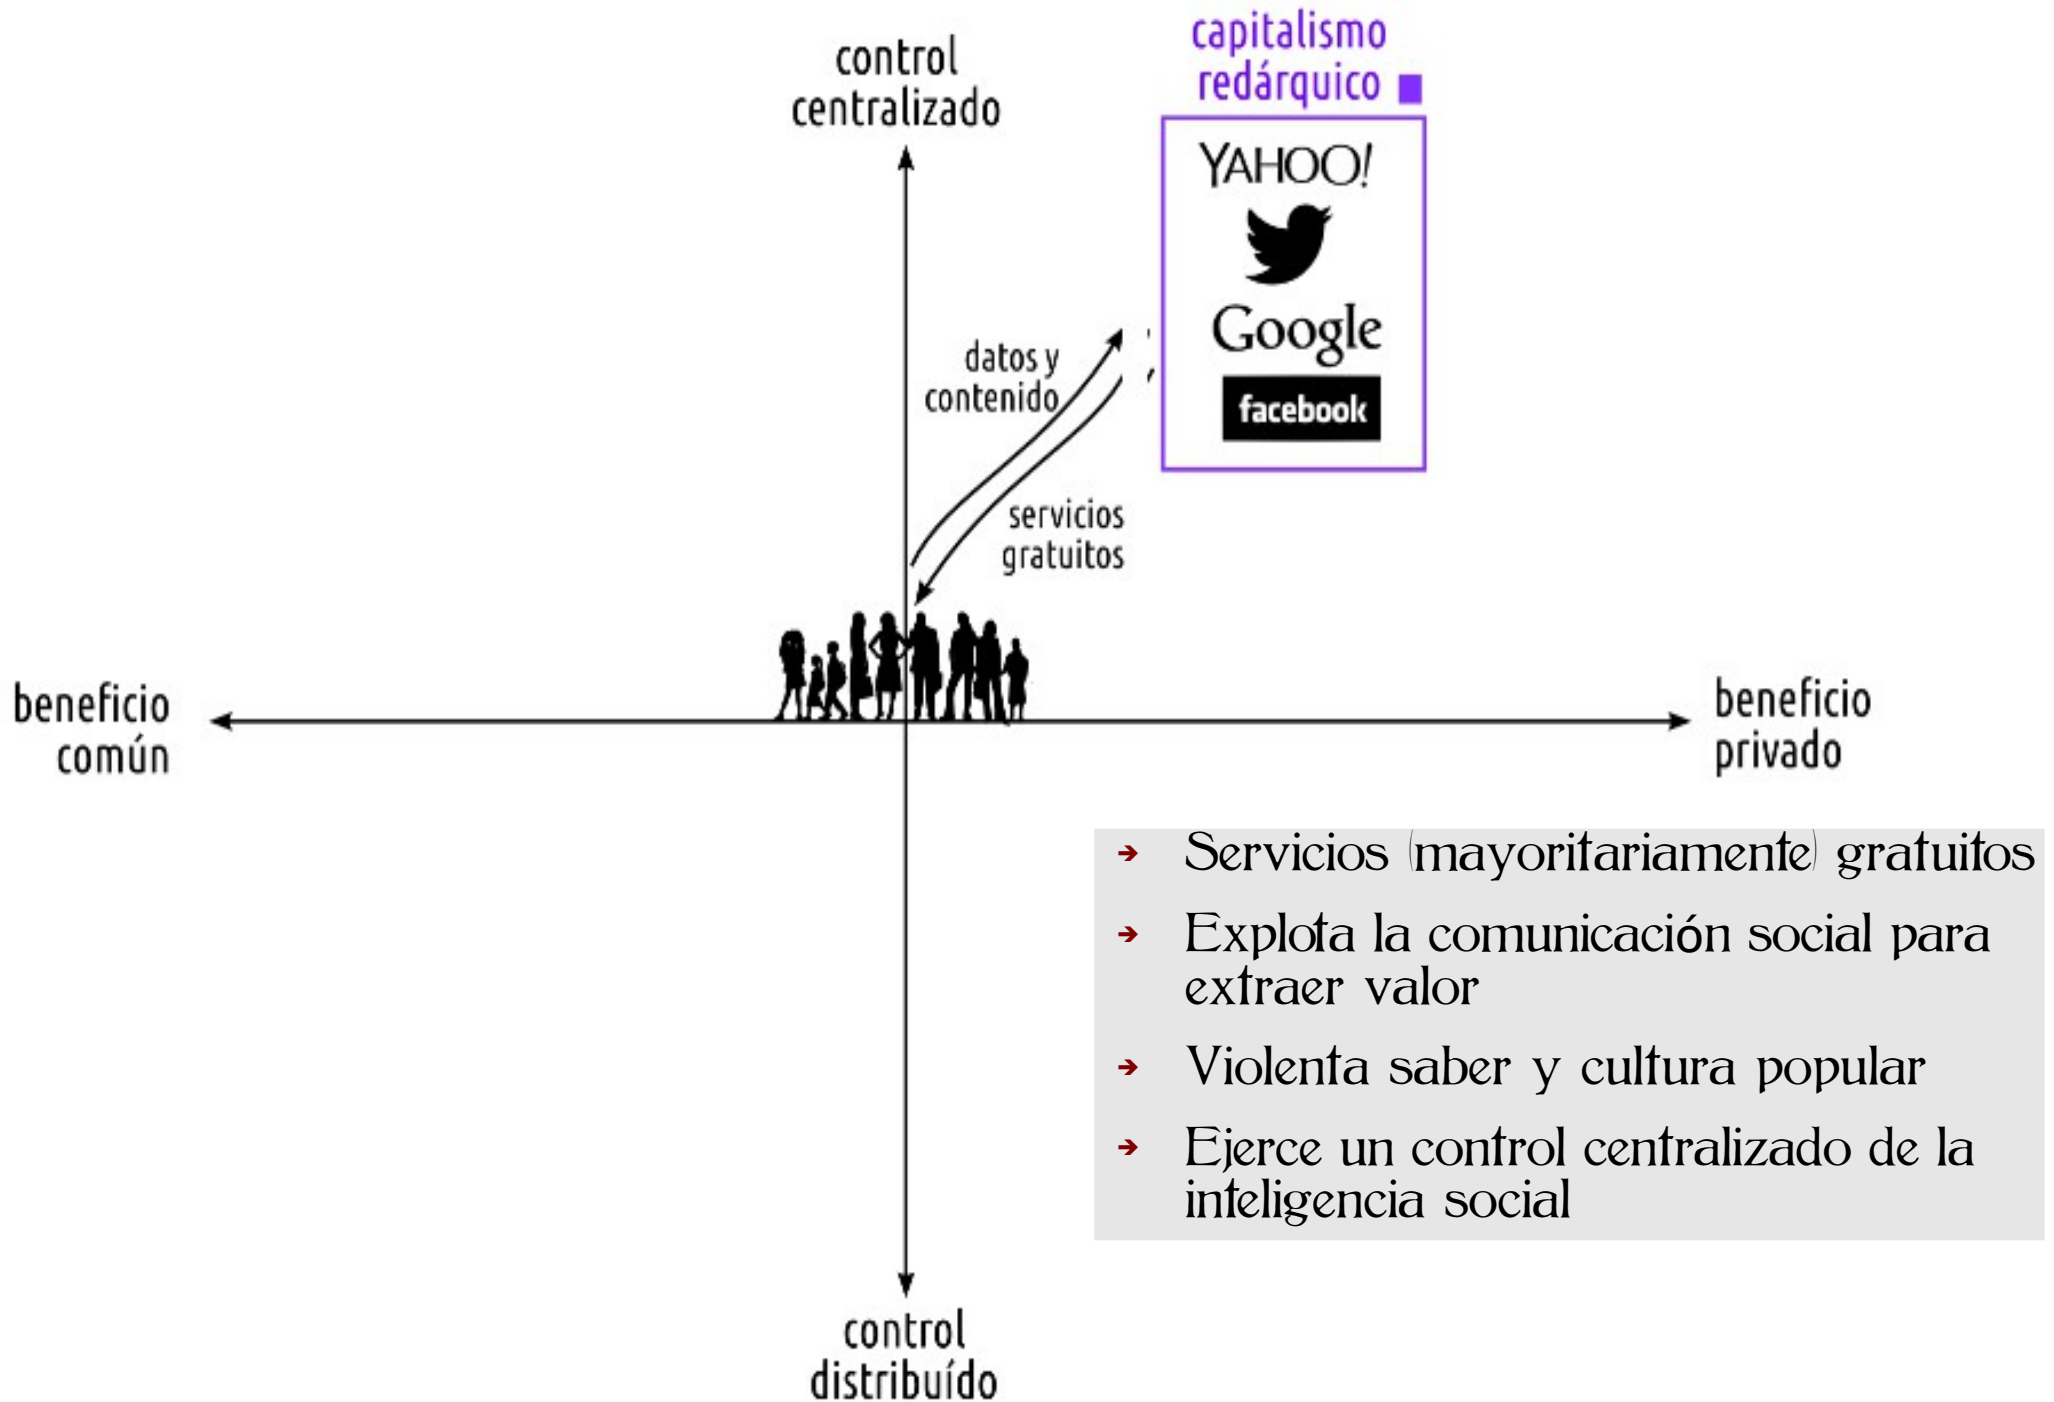 capitalismo
redárquico
control
centralizado
YAHOO!
Google
facebook
datos y
contenido
servicios
gratuitos
beneficio
común
beneficio
privado
Servicios (mayoritariamente) gratuitos
Explota la comunicación social para
extraer valor
Violenta saber y cultura popular
Ejerce un control centralizado de la
inteligencia social
control
distribuído